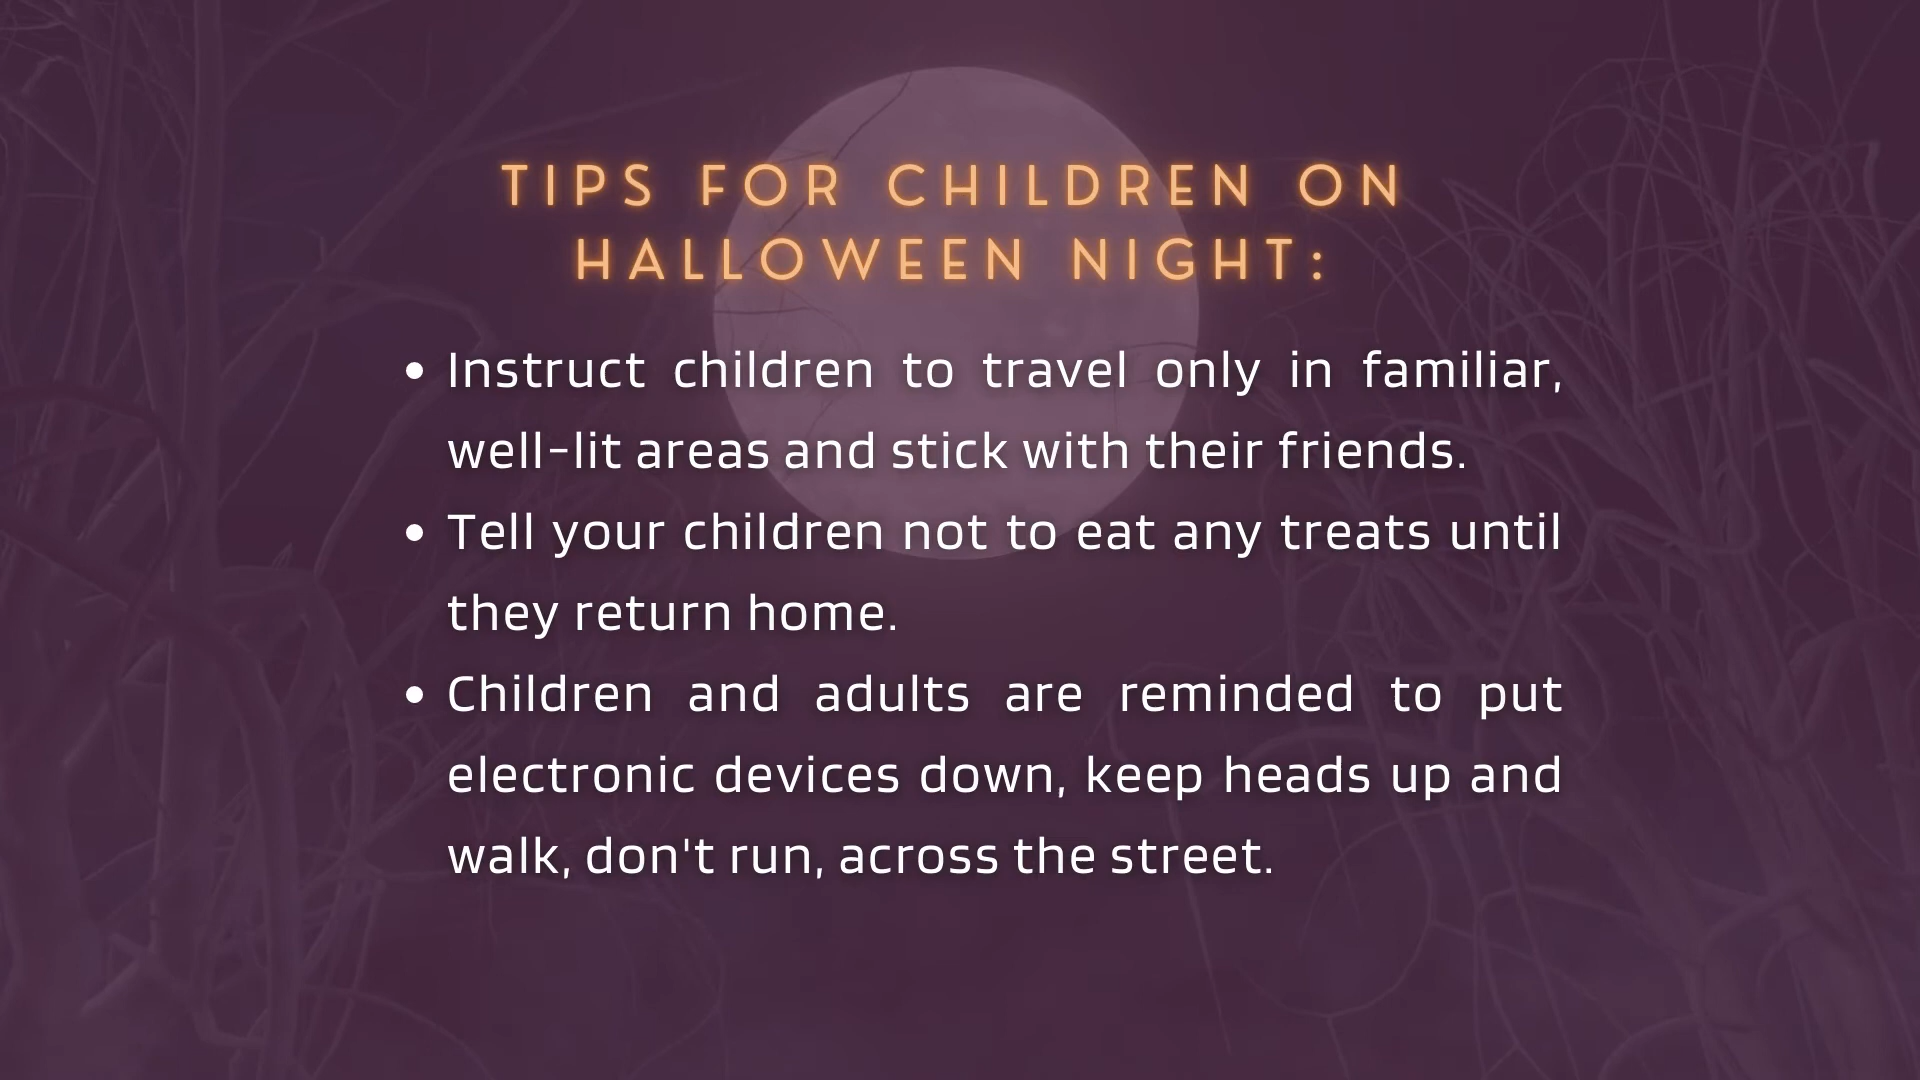 TIPS FOR CHILDREN ON
HALLOWEEN NIGHT:
• Instruct children to travel only in familiar,
well-lit areas and stick with their friends.
• Tell your children not to eat any treats until
they return home.
• Children and adults are reminded to put
electronic devices down, keep heads up and
walk, don't run, across the street.